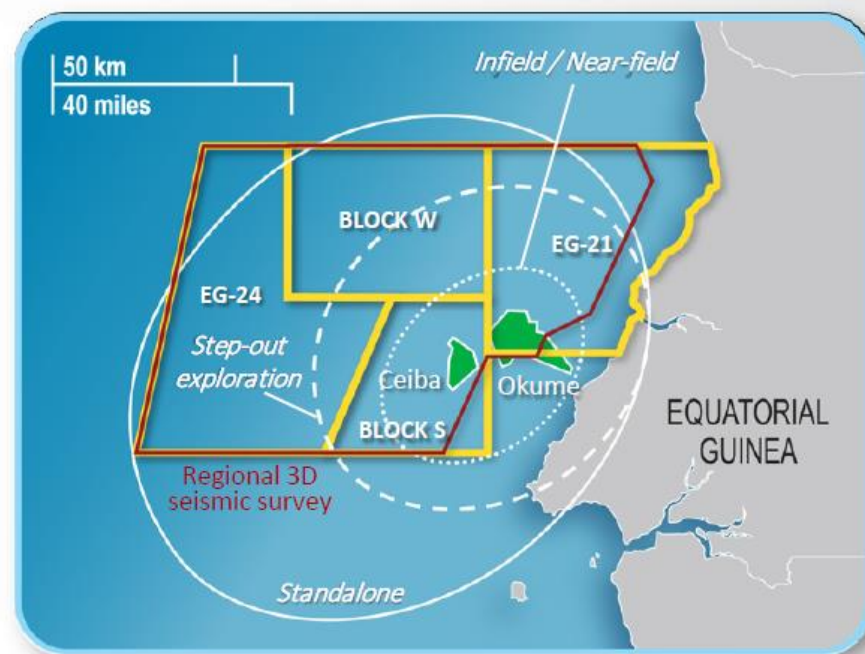 50 km
40 miles
Infield / Near-field
BLOCK W
EG-21
EG-24
Step-out
exploration
Ceiba
Okume
BLOCK S
EQUATORIAL
GUINEA
Regional 3D
seismic survey
Standalone